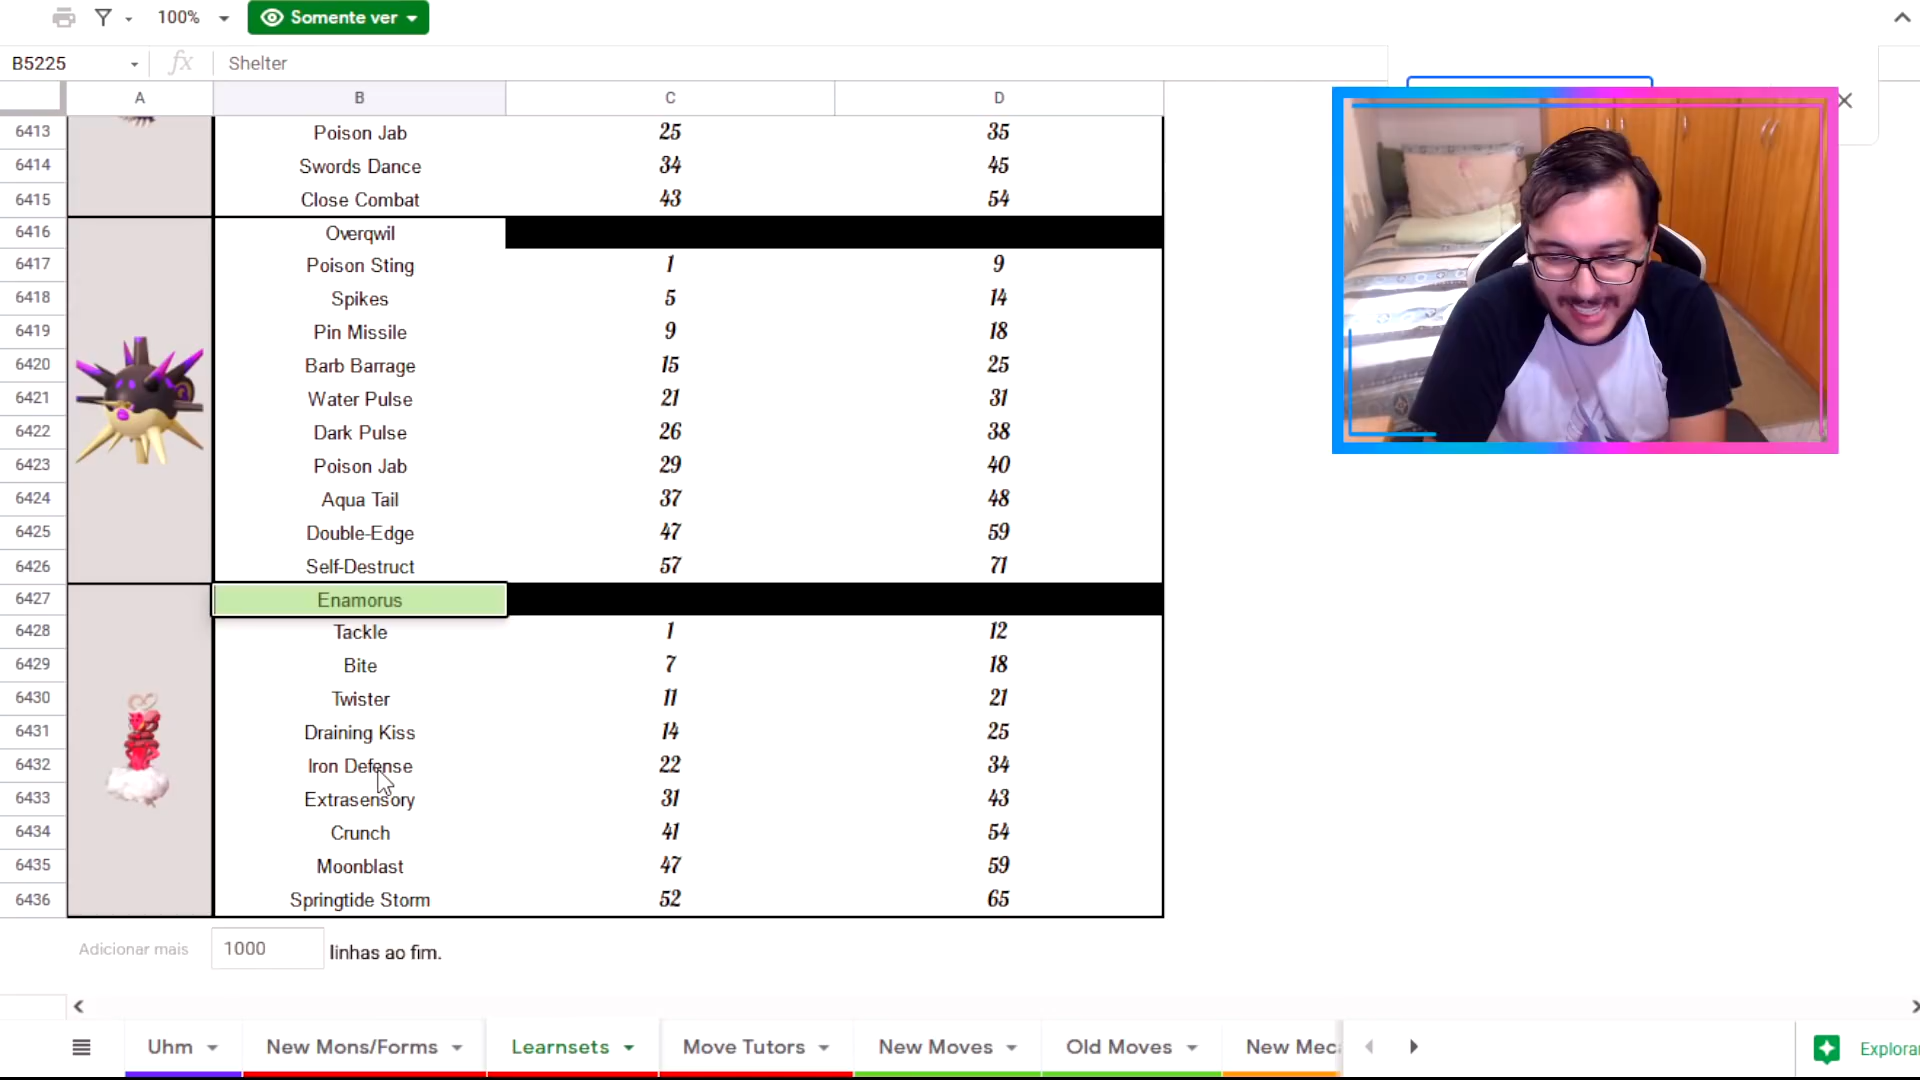 100% Somente ver
B5225 fx Shelter
A B C D
6413 Poison Jab 25 35
6414 Swords Dance 34 45
6415 Close Combat 43 54
6416 Overqwil
6417 Poison Sting 1 9
6418 Spikes 5 14
6419 Pin Missile 9 18
6420 Barb Barrage 15 25
6421 Water Pulse 21 31
6422 Dark Pulse 26 38
6423 Poison Jab 29 40
6424 Aqua Tail 37 48
6425 Double-Edge 47 59
6426 Self-Destruct 57 71
6427 Enamorus
6428 Tackle 1 12
6429 Bite 7 18
6430 Twister 11 21
6431 Draining Kiss 14 25
6432 Iron Defense 22 34
6433 Extrasensory 31 43
6434 Crunch 41 54
6435 Moonblast 47 59
6436 Springtide Storm 52 65
Adicionar mais 1000 linhas ao fim.
Uhm New Mons/Forms Learnsets Move Tutors New Moves Old Moves New Mec Explorar